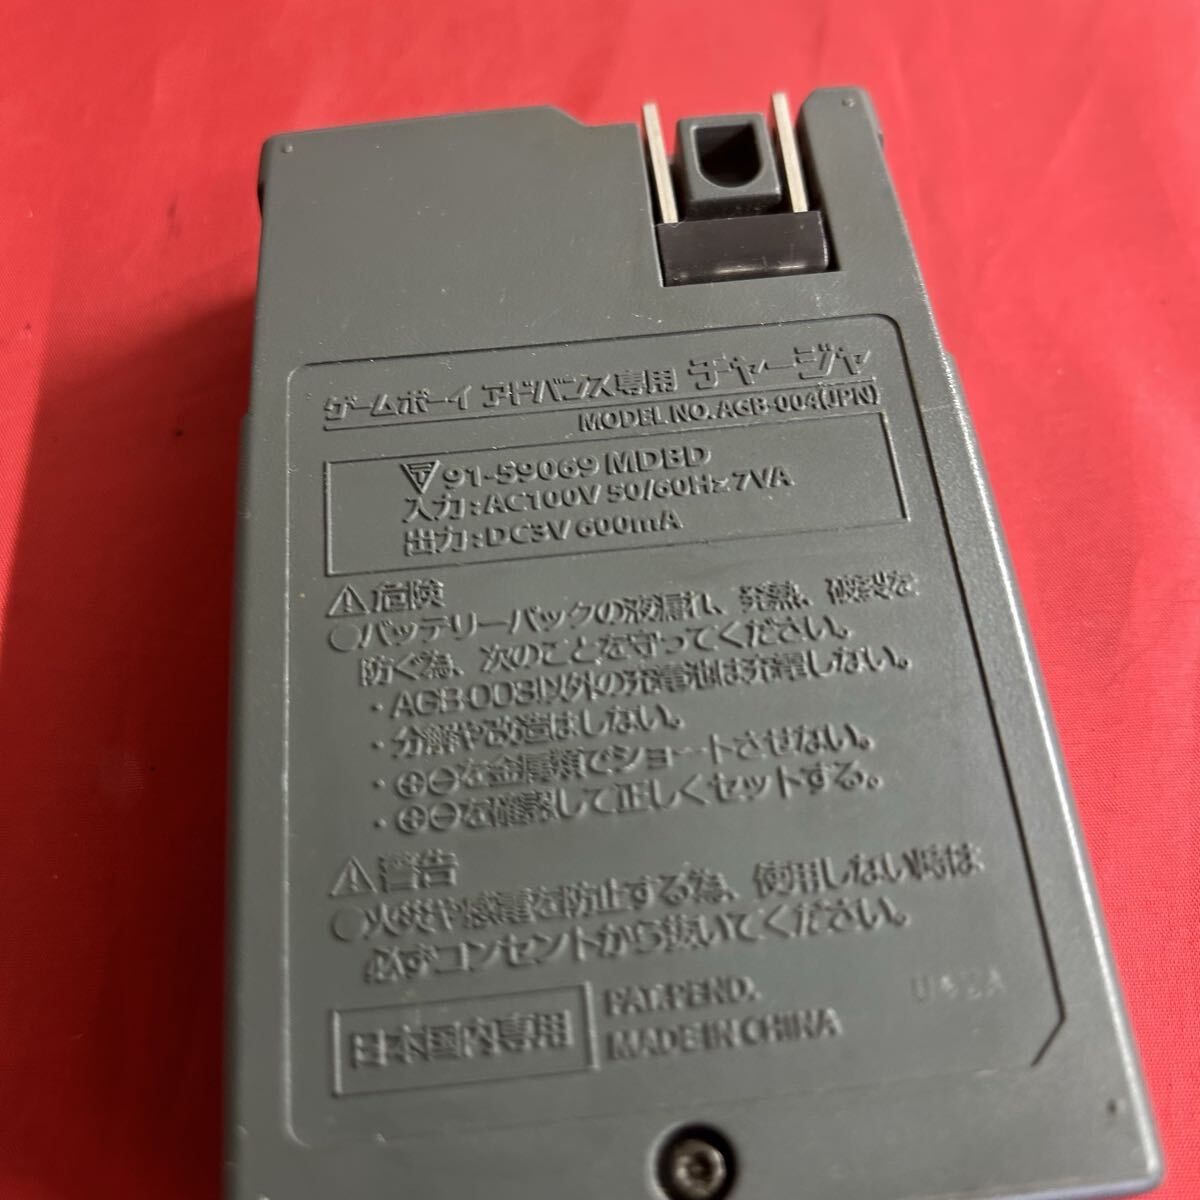 ゲームボーイ アドバンス専用 チャージャ
MODEL NO. AGB-004(JPN)
91-59069 MDBD
入力:AC100V 50/60Hz 7VA
出力:DC3V 600mA
⚠危険
○バッテリーパックの液漏れ、発熱、破裂を
防ぐ為、次のことを守ってください。
・AGB-003以外の充電池は充電しない。
・分解や改造はしない。
・⊕⊖を金属類でショートさせない。
・⊕⊖を確認して正しくセットする。
⚠警告
○火災や感電を防止する為、使用しない時は
必ずコンセントから抜いてください。
日本国内専用
PAT.PEND.
MADE IN CHINA